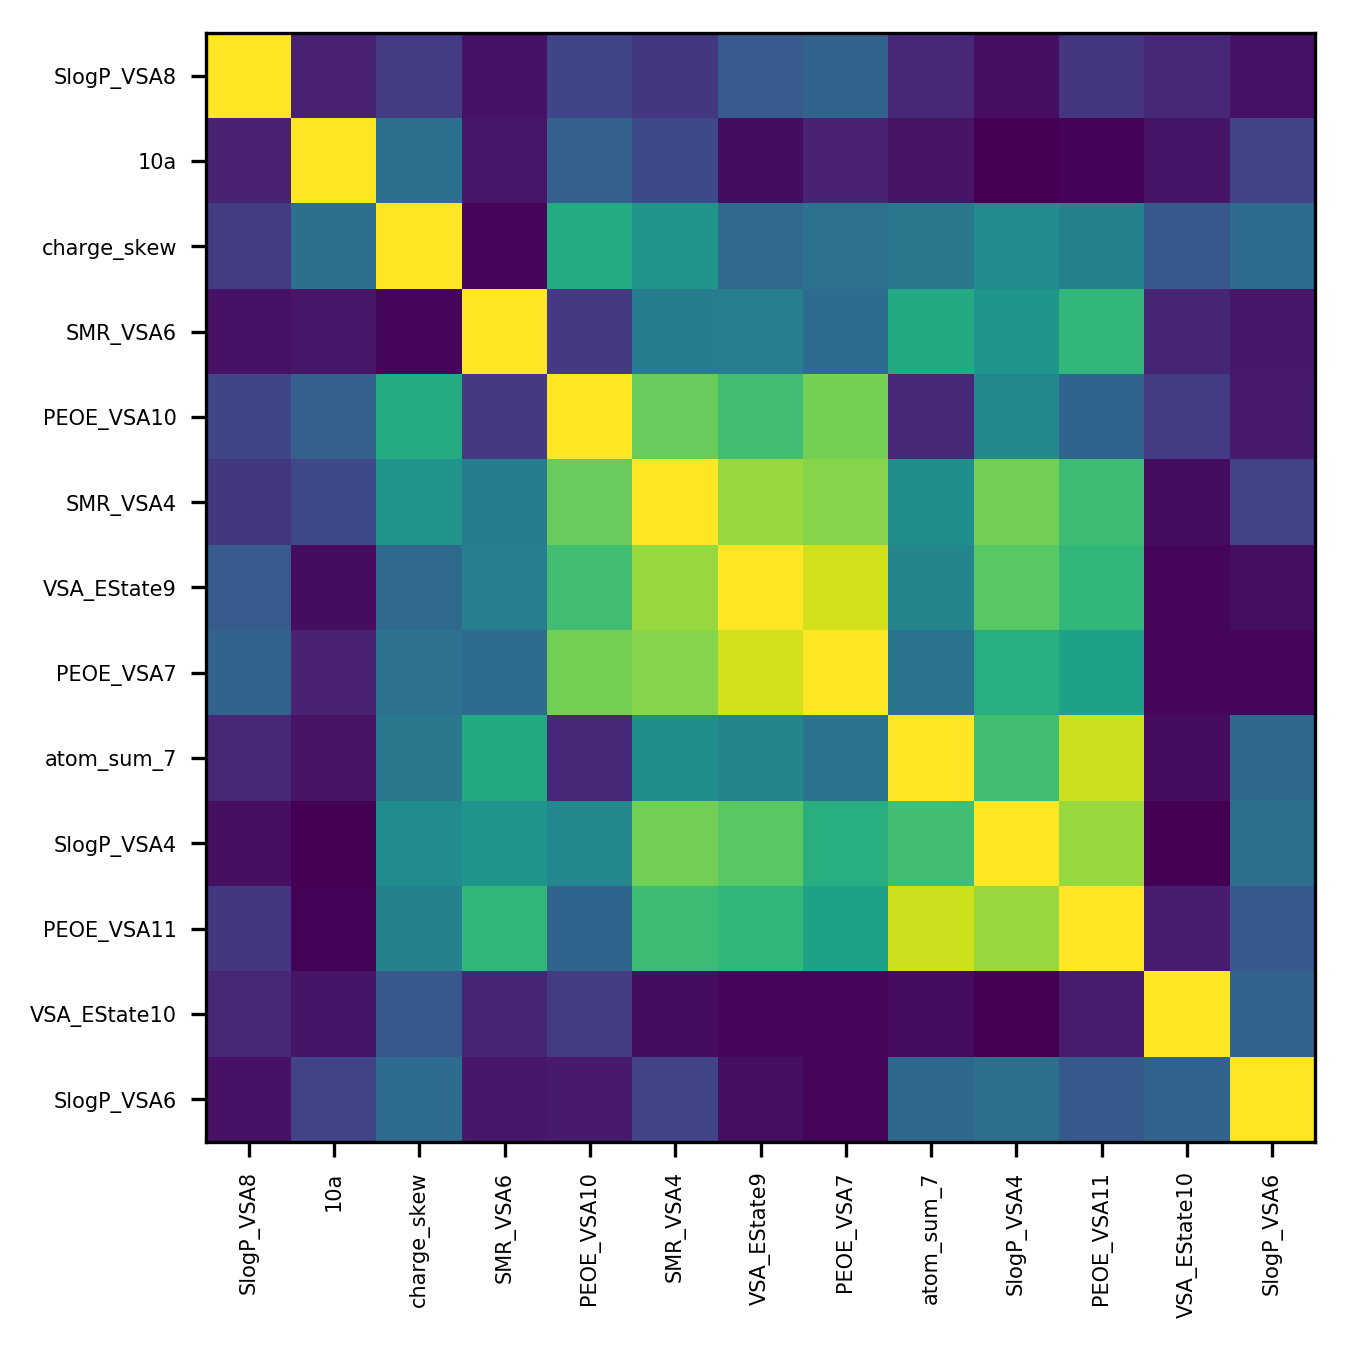 SlogP_VSA8
10a
charge_skew
SMR_VSA6
PEOE_VSA10
SMR_VSA4
VSA_EState9
PEOE_VSA7
atom_sum_7
SlogP_VSA4
PEOE_VSA11
VSA_EState10
SlogP_VSA6
SlogP_VSA8
10a
charge_skew
SMR_VSA6
PEOE_VSA10
SMR_VSA4
VSA_EState9
PEOE_VSA7
atom_sum_7
SlogP_VSA4
PEOE_VSA11
VSA_EState10
SlogP_VSA6